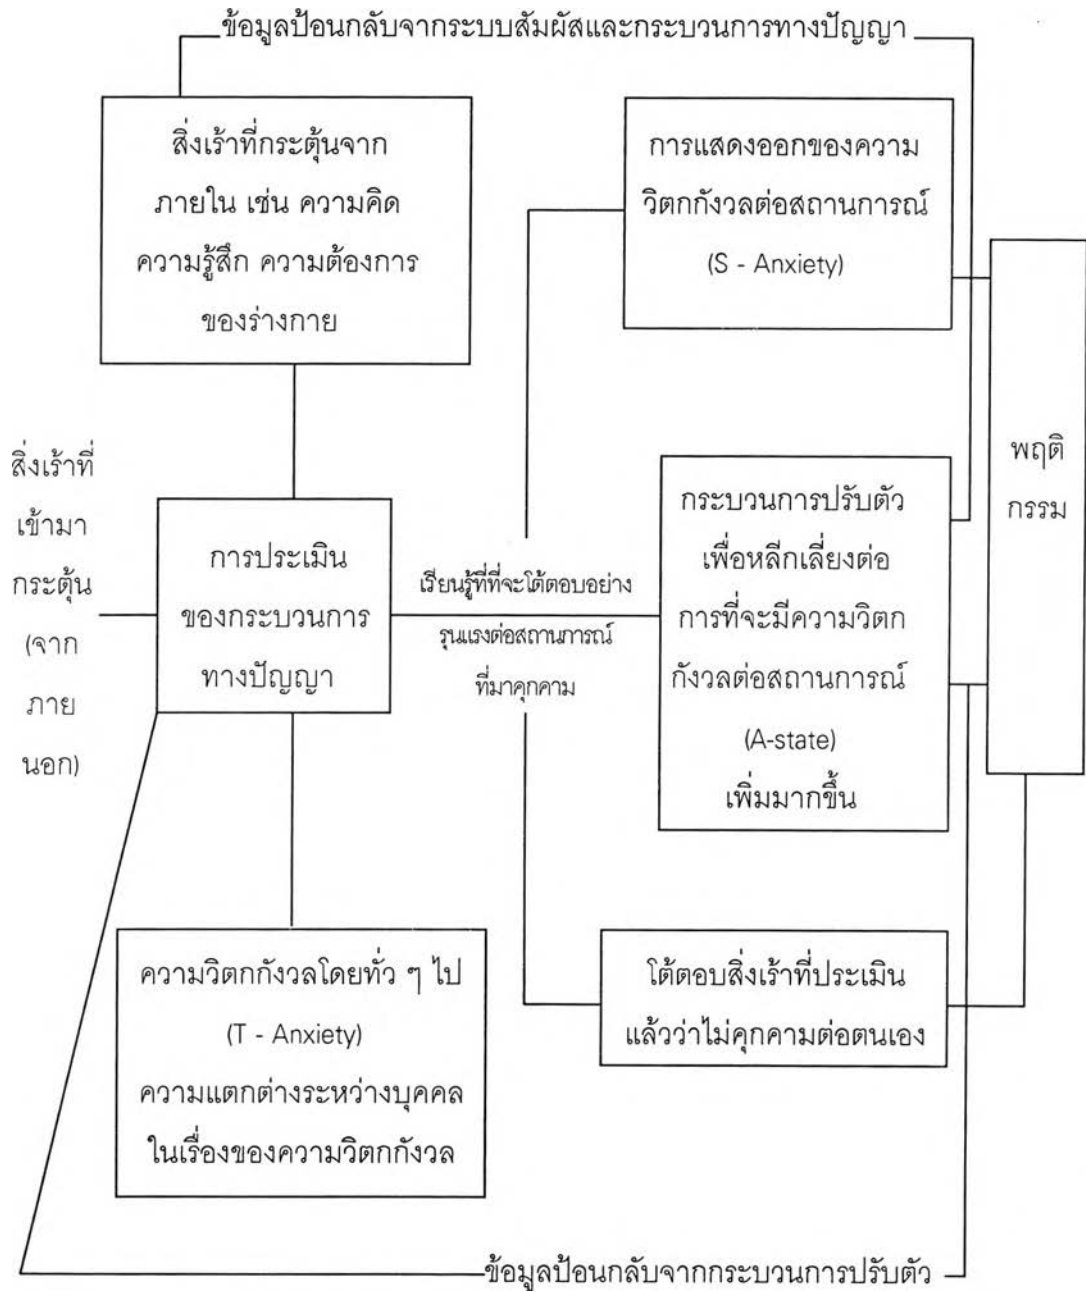 ข้อมูลป้อนกลับจากระบบสัมผัสและกระบวนการทางปัญญา
สิ่งเร้าที่กระตุ้นจาก
ภายใน เช่น ความคิด
ความรู้สึก ความต้องการ
ของร่างกาย
การแสดงออกของความ
วิตกกังวลต่อสถานการณ์
(S - Anxiety)
สิ่งเร้าที่
เข้ามา
กระตุ้น
(จาก
ภาย
นอก)
การประเมิน
ของกระบวนการ
ทางปัญญา
เรียนรู้ที่ที่จะโต้ตอบอย่าง
รุนแรงต่อสถานการณ์
ที่มาคุกคาม
กระบวนการปรับตัว
เพื่อหลีกเลี่ยงต่อ
การที่จะมีความวิตก
กังวลต่อสถานการณ์
(A-state)
เพิ่มมากขึ้น
พฤติ
กรรม
ความวิตกกังวลโดยทั่ว ๆ ไป
(T - Anxiety)
ความแตกต่างระหว่างบุคคล
ในเรื่องของความวิตกกังวล
โต้ตอบสิ่งเร้าที่ประเมิน
แล้วว่าไม่คุกคามต่อตนเอง
ข้อมูลป้อนกลับจากกระบวนการปรับตัว